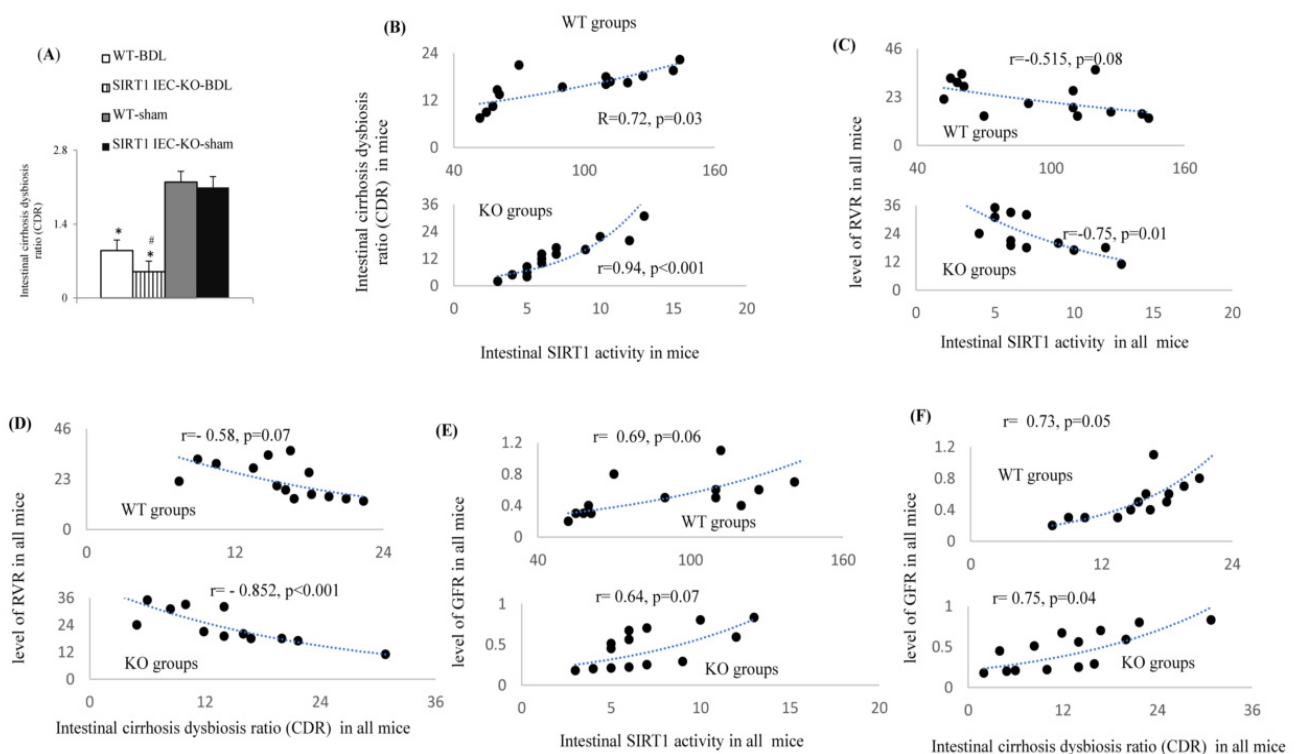 (A)
WT-BDL
SIRT1 IEC-KO-BDL
WT-sham
SIRT1 IEC-KO-sham
Intestinal cirrhosis dysbiosis
ratio (CDR)
2.8
1.4
0
*
#
*
(B)
WT groups
Intestinal cirrhosis dysbiosis
ratio (CDR) in mice
24
12
0
R=0.72, p=0.03
40
100
160
36
24
12
0
KO groups
r=0.94, p<0.001
0
5
10
15
20
Intestinal SIRT1 activity in mice
(C)
level of RVR in all mice
46
23
0
r=-0.515, p=0.08
WT groups
40
100
160
36
24
12
0
r=-0.75, p=0.01
KO groups
0
5
10
15
20
Intestinal SIRT1 activity in all mice
(D)
level of RVR in all mice
46
23
0
r=- 0.58, p=0.07
WT groups
0
12
24
36
24
12
0
r= - 0.852, p<0.001
KO groups
0
12
24
36
Intestinal cirrhosis dysbiosis ratio (CDR) in all mice
(E)
level of GFR in all mice
1.2
0.8
0.4
0
r= 0.69, p=0.06
WT groups
40
100
160
1
0.5
0
r= 0.64, p=0.07
KO groups
0
5
10
15
20
Intestinal SIRT1 activity in all mice
(F)
level of GFR in all mice
r= 0.73, p=0.05
1.2
0.8
0.4
0
WT groups
0
12
24
1
0.5
0
r= 0.75, p=0.04
KO groups
0
12
24
36
Intestinal cirrhosis dysbiosis ratio (CDR) in all mice